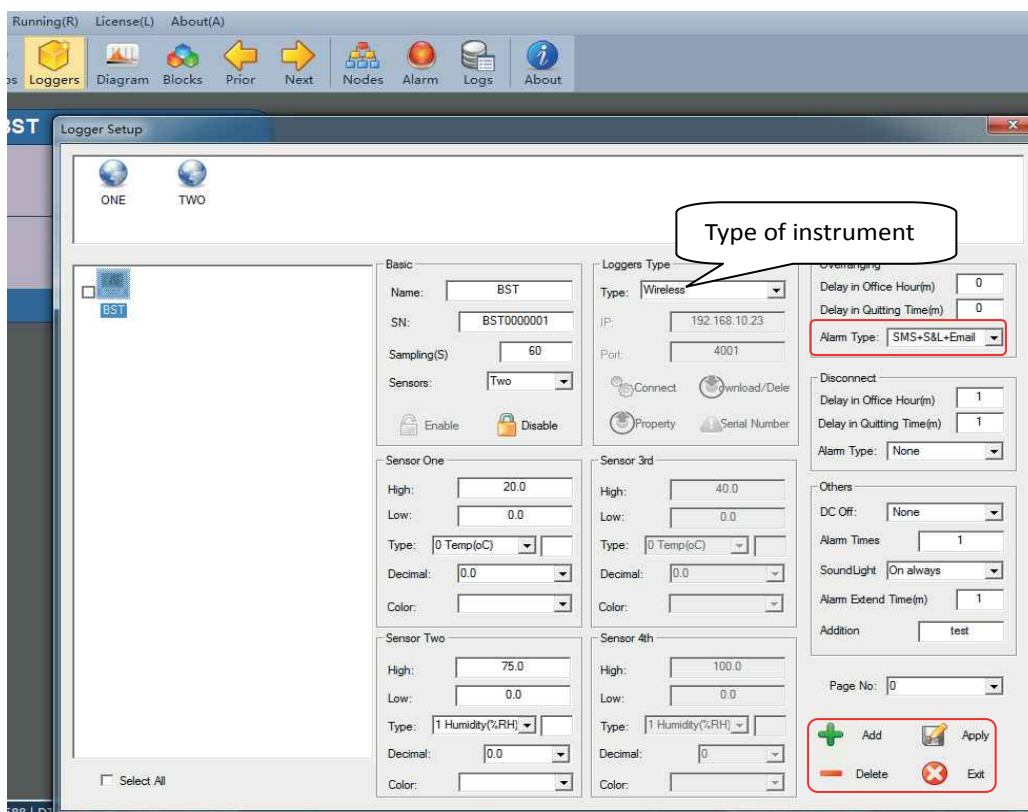 Running(R) License(L) About(A)
Loggers Diagram Blocks Prior Next Nodes Alarm Logs About
BST
Logger Setup
ONE TWO
Type of instrument
BST
Select All
Basic
Name: BST
SN: BST0000001
Sampling(S) 60
Sensors: Two
Enable Disable
Loggers Type
Type: Wireless
IP: 192.168.10.23
Port: 4001
Connect wnload/Dele
Property Serial Number
Overranging
Delay in Office Hour(m) 0
Delay in Quitting Time(m) 0
Alarm Type: SMS+S&L+Email
Disconnect
Delay in Office Hour(m) 1
Delay in Quitting Time(m) 1
Alarm Type: None
Sensor One
High: 20.0
Low: 0.0
Type: 0 Temp(oC)
Decimal: 0.0
Color:
Sensor 3rd
High: 40.0
Low: 0.0
Type: 0 Temp(oC)
Decimal: 0.0
Color:
Others
DC Off: None
Alarm Times 1
SoundLight On always
Alarm Extend Time(m) 1
Addition test
Sensor Two
High: 75.0
Low: 0.0
Type: 1 Humidity(%RH)
Decimal: 0.0
Color:
Sensor 4th
High: 100.0
Low: 0.0
Type: 1 Humidity(%RH)
Decimal: 0
Color:
Page No: 0
Add Apply
Delete Exit